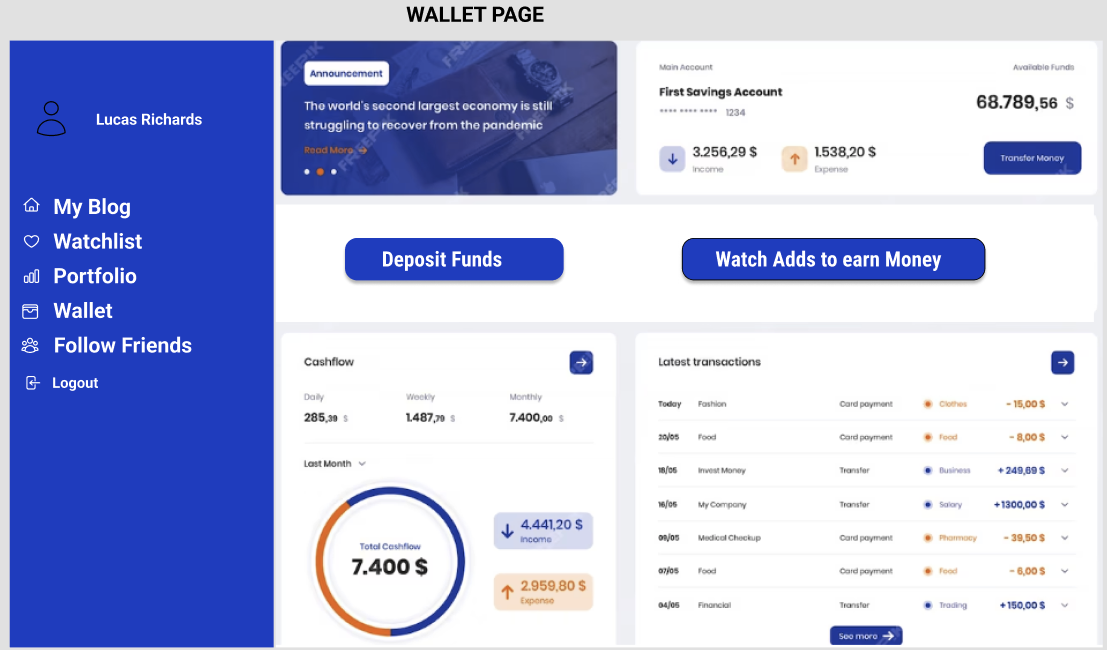 WALLET PAGE
Lucas Richards
My Blog
Watchlist
Portfolio
Wallet
Follow Friends
Logout
Announcement
The world's second largest economy is still
struggling to recover from the pandemic
Read More →
FREEPIK
FREEPIK
FREEPIK
FREEPIK
Main Account
Available Funds
First Savings Account
68.789,56 $
**** **** **** 1234
3.256,29 $
Income
1.538,20 $
Expense
Transfer Money
Deposit Funds
Watch Adds to earn Money
Cashflow
Daily Weekly Monthly
285,39 $ 1.487,79 $ 7.400,00 $
Last Month
Total Cashflow
7.400 $
4.441,20 $
Income
2.959,80 $
Expense
Latest transactions
Today Fashion Card payment Clothes - 15,00 $
20/05 Food Card payment Food - 8,00 $
18/05 Invest Money Transfer Business + 249,69 $
16/05 My Company Transfer Salary +1300,00 $
09/05 Medical Checkup Card payment Pharmacy - 39,50 $
07/05 Food Card payment Food - 6,00 $
04/05 Financial Transfer Trading +150,00 $
See more →